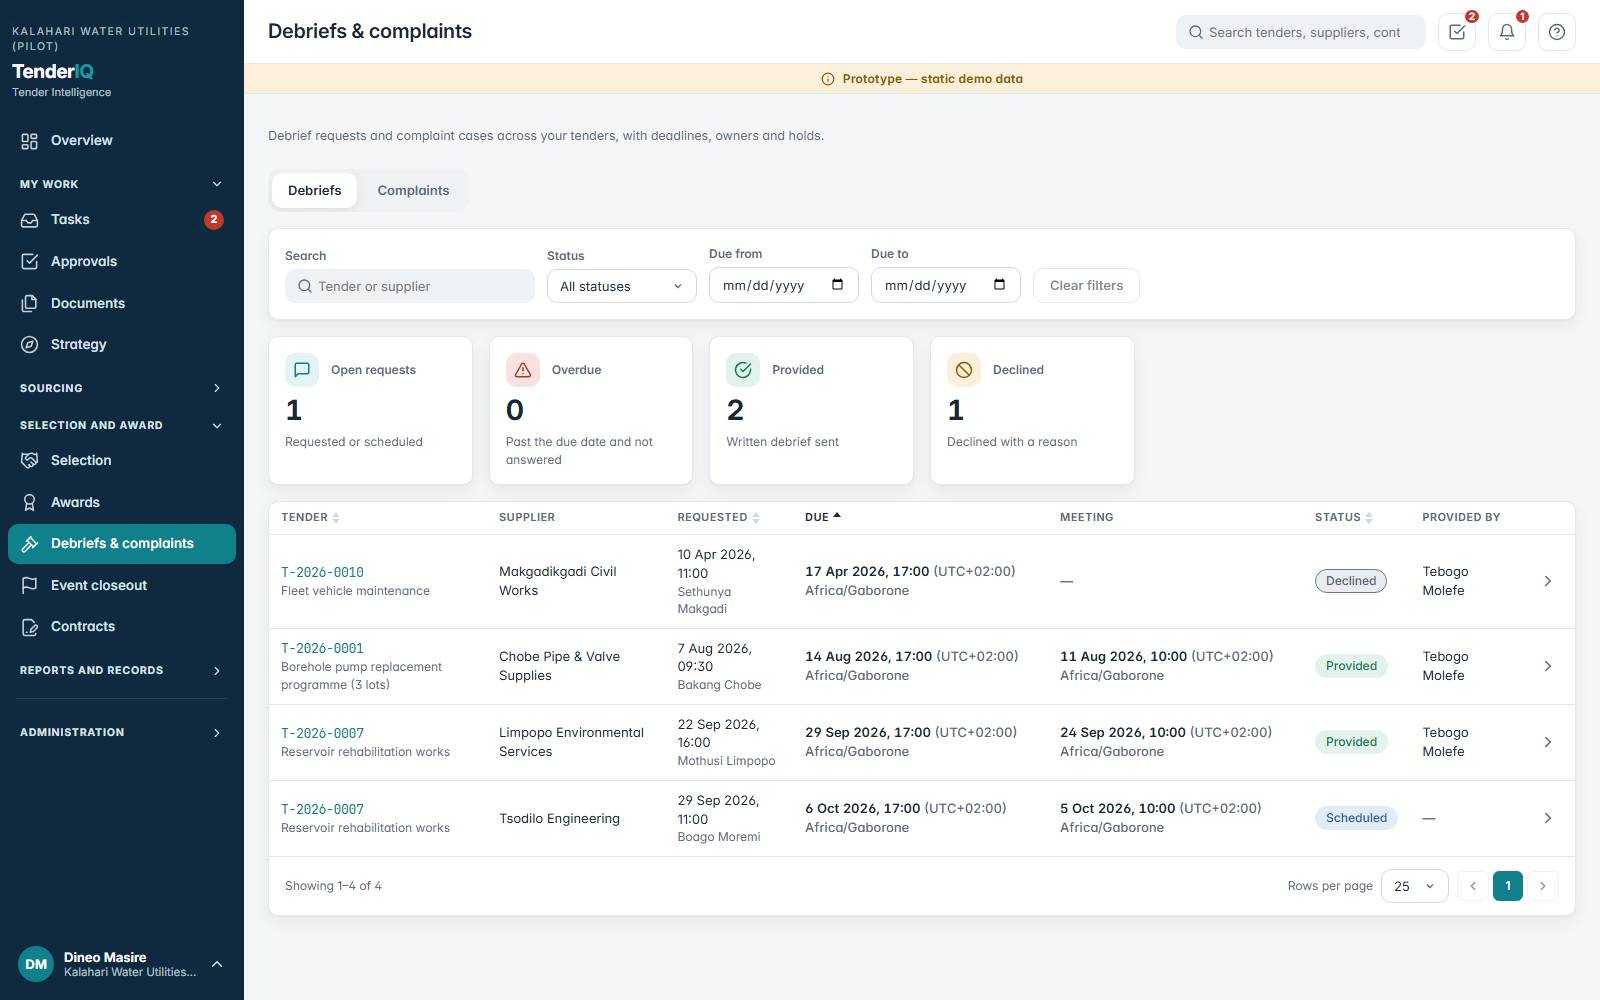 KALAHARI WATER UTILITIES
(PILOT)
TenderIQ
Tender Intelligence
Overview
MY WORK
Tasks
2
Approvals
Documents
Strategy
SOURCING
SELECTION AND AWARD
Selection
Awards
Debriefs & complaints
Event closeout
Contracts
REPORTS AND RECORDS
ADMINISTRATION
DM
Dineo Masire
Kalahari Water Utilities...
Debriefs & complaints
Search tenders, suppliers, cont
2
1
Prototype — static demo data
Debrief requests and complaint cases across your tenders, with deadlines, owners and holds.
Debriefs
Complaints
Search
Tender or supplier
Status
All statuses
Due from
mm/dd/yyyy
Due to
mm/dd/yyyy
Clear filters
Open requests
1
Requested or scheduled
Overdue
0
Past the due date and not
answered
Provided
2
Written debrief sent
Declined
1
Declined with a reason
TENDER SUPPLIER REQUESTED DUE MEETING STATUS PROVIDED BY
T-2026-0010
Fleet vehicle maintenance
Makgadikgadi Civil
Works
10 Apr 2026,
11:00
Sethunya
Makgadi
17 Apr 2026, 17:00 (UTC+02:00)
Africa/Gaborone
—
Declined
Tebogo
Molefe
T-2026-0001
Borehole pump replacement
programme (3 lots)
Chobe Pipe & Valve
Supplies
7 Aug 2026,
09:30
Bakang Chobe
14 Aug 2026, 17:00 (UTC+02:00)
Africa/Gaborone
11 Aug 2026, 10:00 (UTC+02:00)
Africa/Gaborone
Provided
Tebogo
Molefe
T-2026-0007
Reservoir rehabilitation works
Limpopo Environmental
Services
22 Sep 2026,
16:00
Mothusi Limpopo
29 Sep 2026, 17:00 (UTC+02:00)
Africa/Gaborone
24 Sep 2026, 10:00 (UTC+02:00)
Africa/Gaborone
Provided
Tebogo
Molefe
T-2026-0007
Reservoir rehabilitation works
Tsodilo Engineering
29 Sep 2026,
11:00
Boago Moremi
6 Oct 2026, 17:00 (UTC+02:00)
Africa/Gaborone
5 Oct 2026, 10:00 (UTC+02:00)
Africa/Gaborone
Scheduled
—
Showing 1–4 of 4
Rows per page
25
1